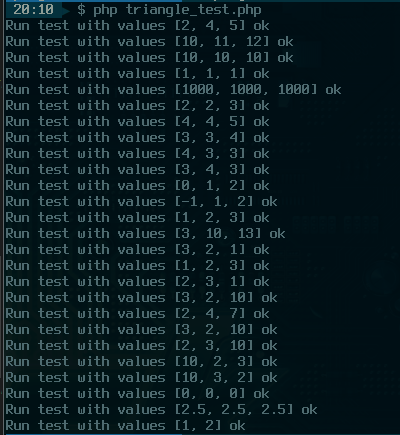 20:10 $ php triangle_test.php
Run test with values [2, 4, 5] ok
Run test with values [10, 11, 12] ok
Run test with values [10, 10, 10] ok
Run test with values [1, 1, 1] ok
Run test with values [1000, 1000, 1000] ok
Run test with values [2, 2, 3] ok
Run test with values [4, 4, 5] ok
Run test with values [3, 3, 4] ok
Run test with values [4, 3, 3] ok
Run test with values [3, 4, 3] ok
Run test with values [0, 1, 2] ok
Run test with values [-1, 1, 2] ok
Run test with values [1, 2, 3] ok
Run test with values [3, 10, 13] ok
Run test with values [3, 2, 1] ok
Run test with values [1, 2, 3] ok
Run test with values [2, 3, 1] ok
Run test with values [3, 2, 10] ok
Run test with values [2, 4, 7] ok
Run test with values [3, 2, 10] ok
Run test with values [2, 3, 10] ok
Run test with values [10, 2, 3] ok
Run test with values [10, 3, 2] ok
Run test with values [0, 0, 0] ok
Run test with values [2.5, 2.5, 2.5] ok
Run test with values [1, 2] ok